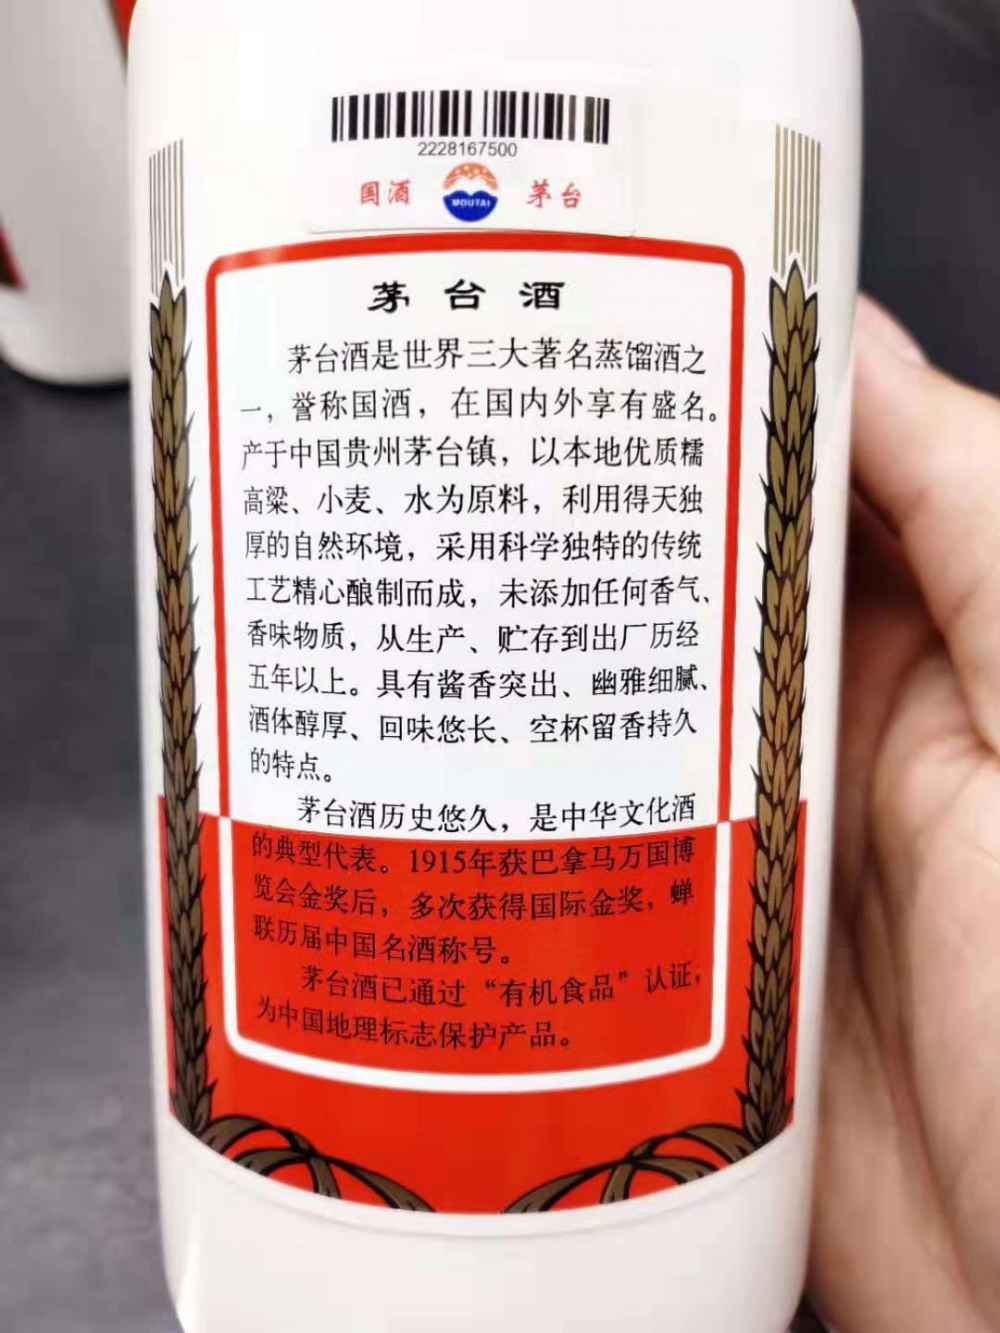 2228167500
国酒 MOUTAI 茅台
茅台酒
茅台酒是世界三大著名蒸馏酒之
一，誉称国酒，在国内外享有盛名。
产于中国贵州茅台镇，以本地优质糯
高粱、小麦、水为原料，利用得天独
厚的自然环境，采用科学独特的传统
工艺精心酿制而成，未添加任何香气、
香味物质，从生产、贮存到出厂历经
五年以上。具有酱香突出、幽雅细腻、
酒体醇厚、回味悠长、空杯留香持久
的特点。
茅台酒历史悠久，是中华文化酒
的典型代表。1915年获巴拿马万国博
览会金奖后，多次获得国际金奖，蝉
联历届中国名酒称号。
茅台酒已通过“有机食品”认证，
为中国地理标志保护产品。